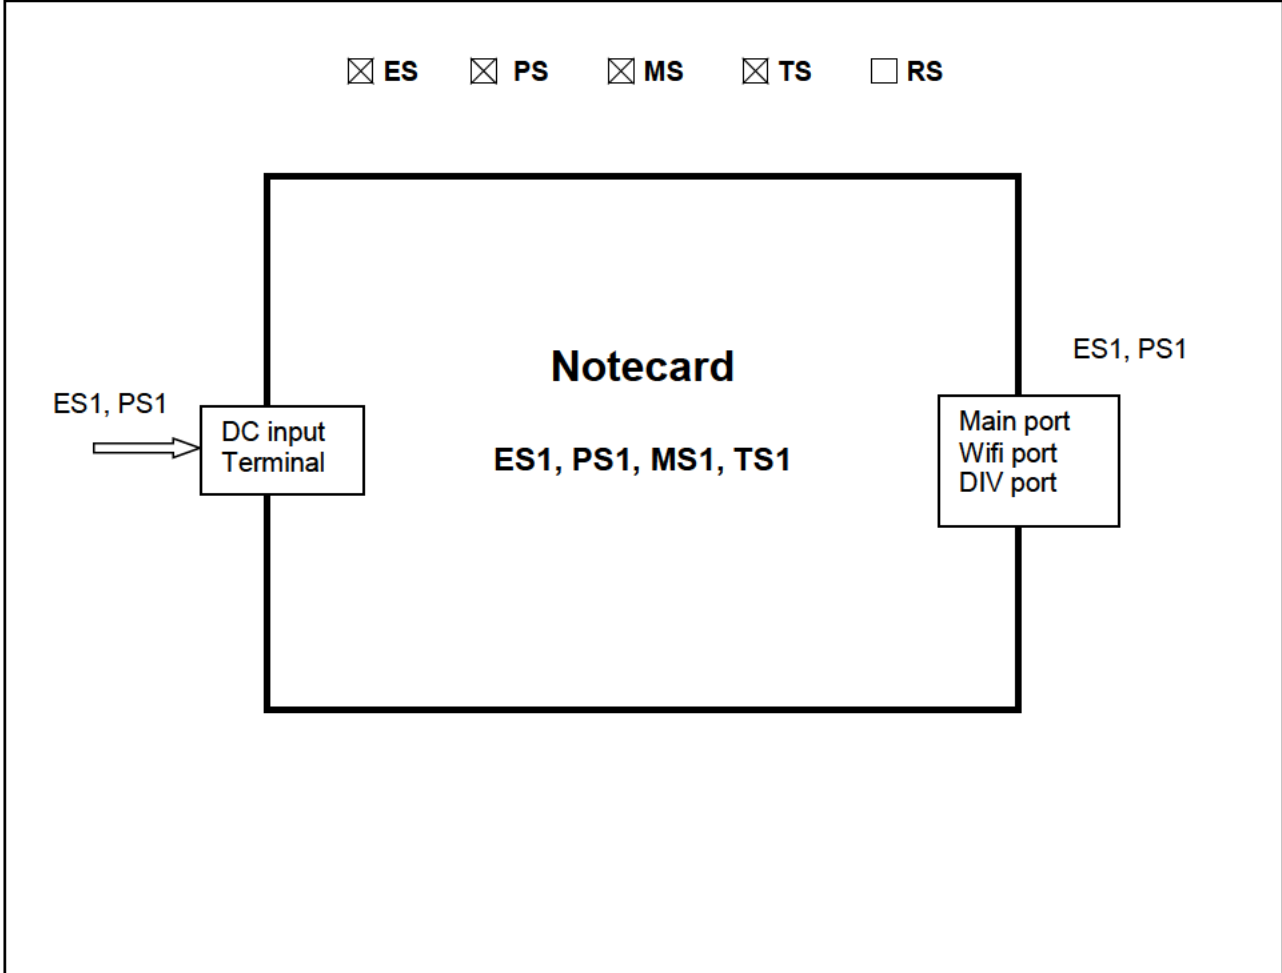 ES PS MS TS RS
Notecard
ES1, PS1, MS1, TS1
ES1, PS1
DC input
Terminal
ES1, PS1
Main port
Wifi port
DIV port